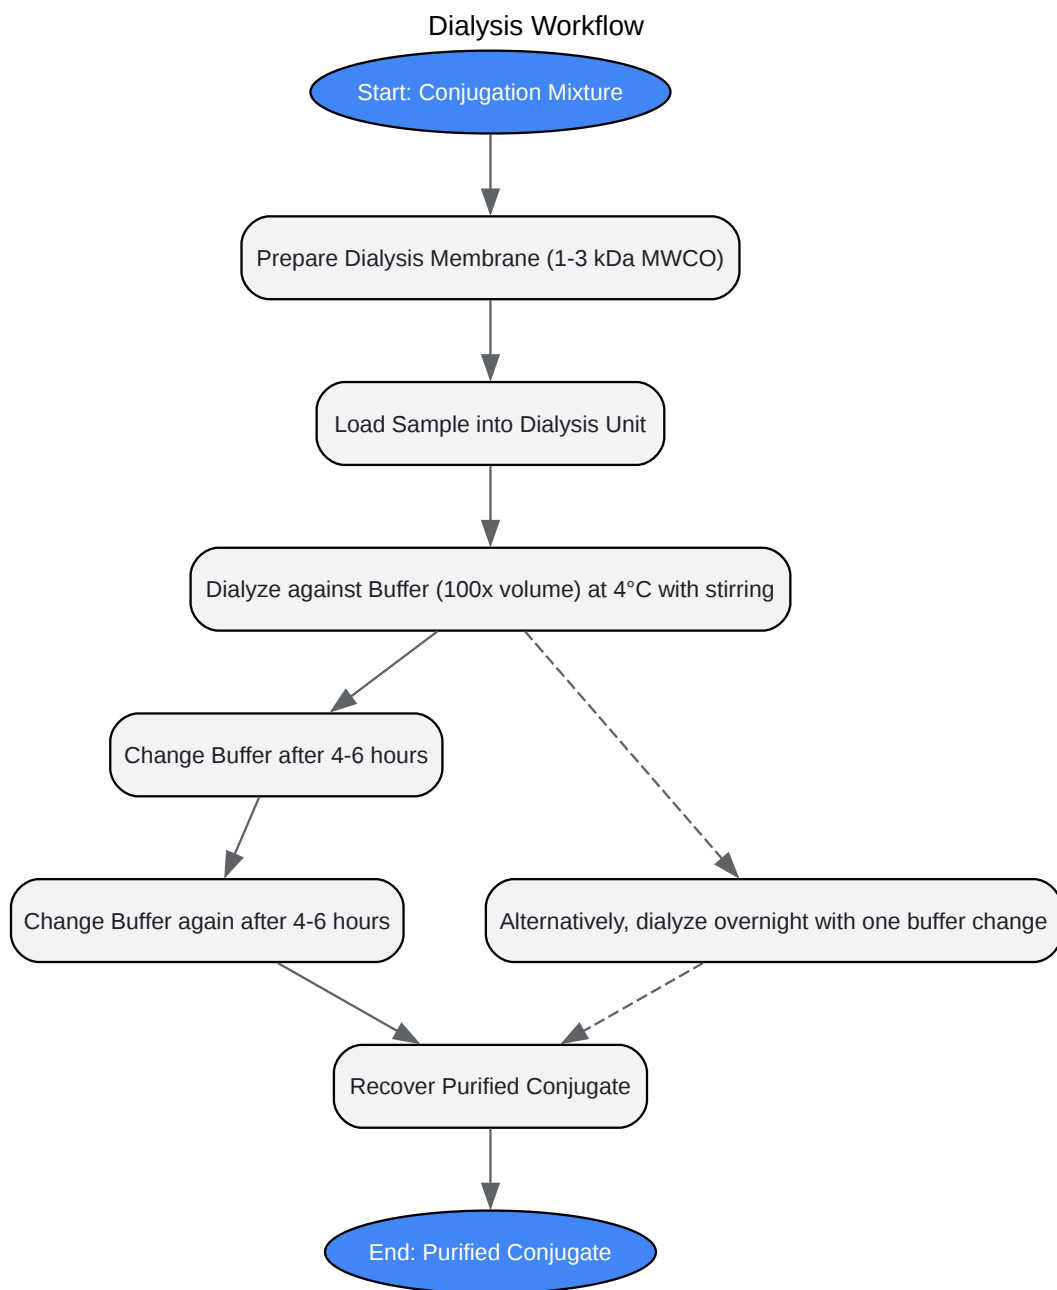 Dialysis Workflow
Start: Conjugation Mixture
Prepare Dialysis Membrane (1-3 kDa MWCO)
Load Sample into Dialysis Unit
Dialyze against Buffer (100x volume) at 4°C with stirring
Change Buffer after 4-6 hours
Change Buffer again after 4-6 hours
Alternatively, dialyze overnight with one buffer change
Recover Purified Conjugate
End: Purified Conjugate